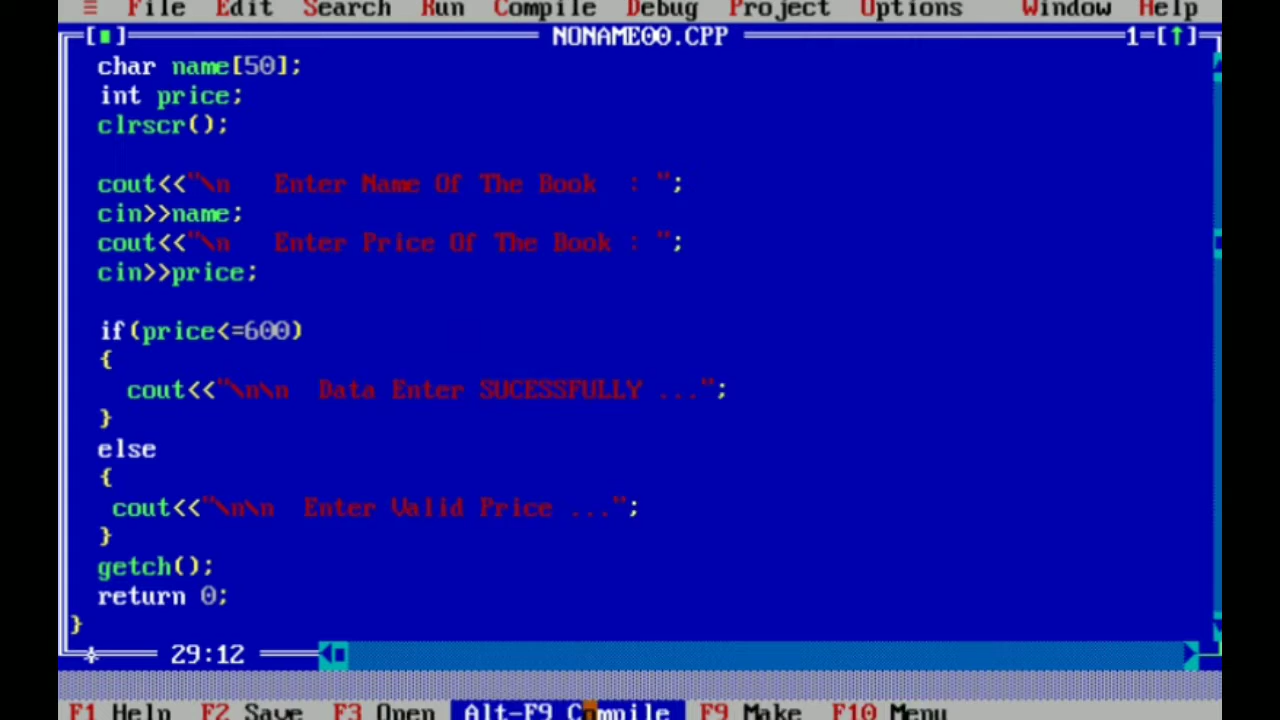 ≡ File Edit Search Run Compile Debug Project Options Window Help
[■] NONAME00.CPP 1=[↑]
char name[50];
int price;
clrscr();
cout<<"\n   Enter Name Of The Book  : ";
cin>>name;
cout<<"\n   Enter Price Of The Book : ";
cin>>price;
if(price<=600)
{
cout<<"\n\n  Data Enter SUCESSFULLY ...";
}
else
{
cout<<"\n\n  Enter Valid Price ...";
}
getch();
return 0;
}
29:12
F1 Help F2 Save F3 Open Alt-F9 Compile F9 Make F10 Menu